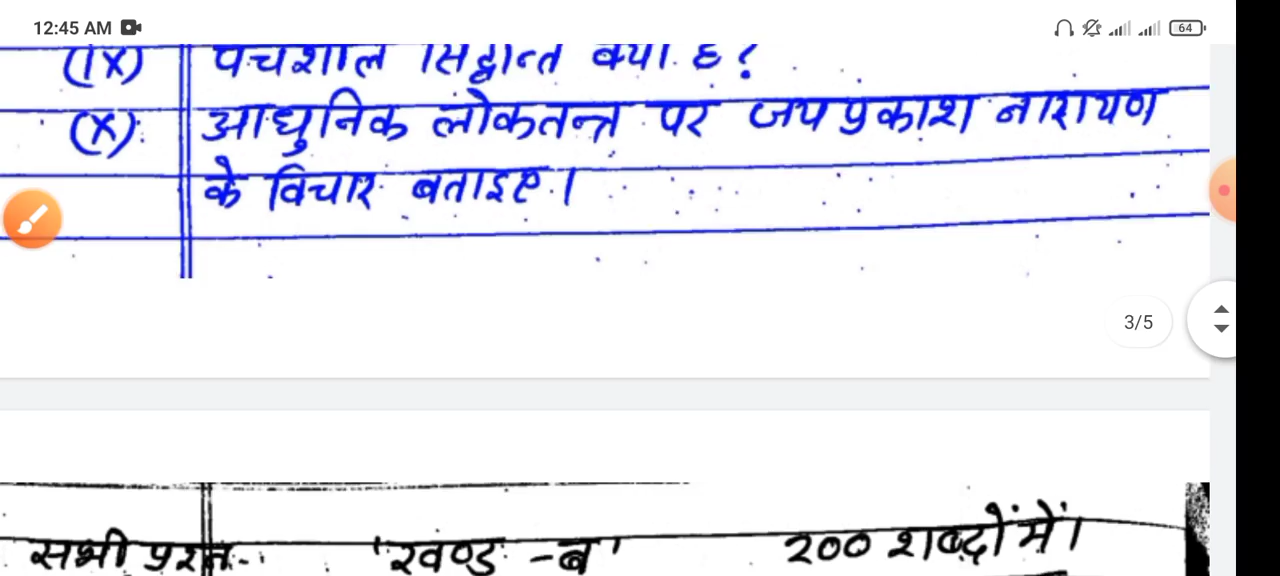 12:45 AM
64
(IX) पंचशील सिद्धान्त क्या है?
(X). आधुनिक लोकतन्त्र पर जयप्रकाश नारायण
के विचार बताइए।
3/5
सभी प्रश्न.. 'खण्ड -ब' 200 शब्दों में।